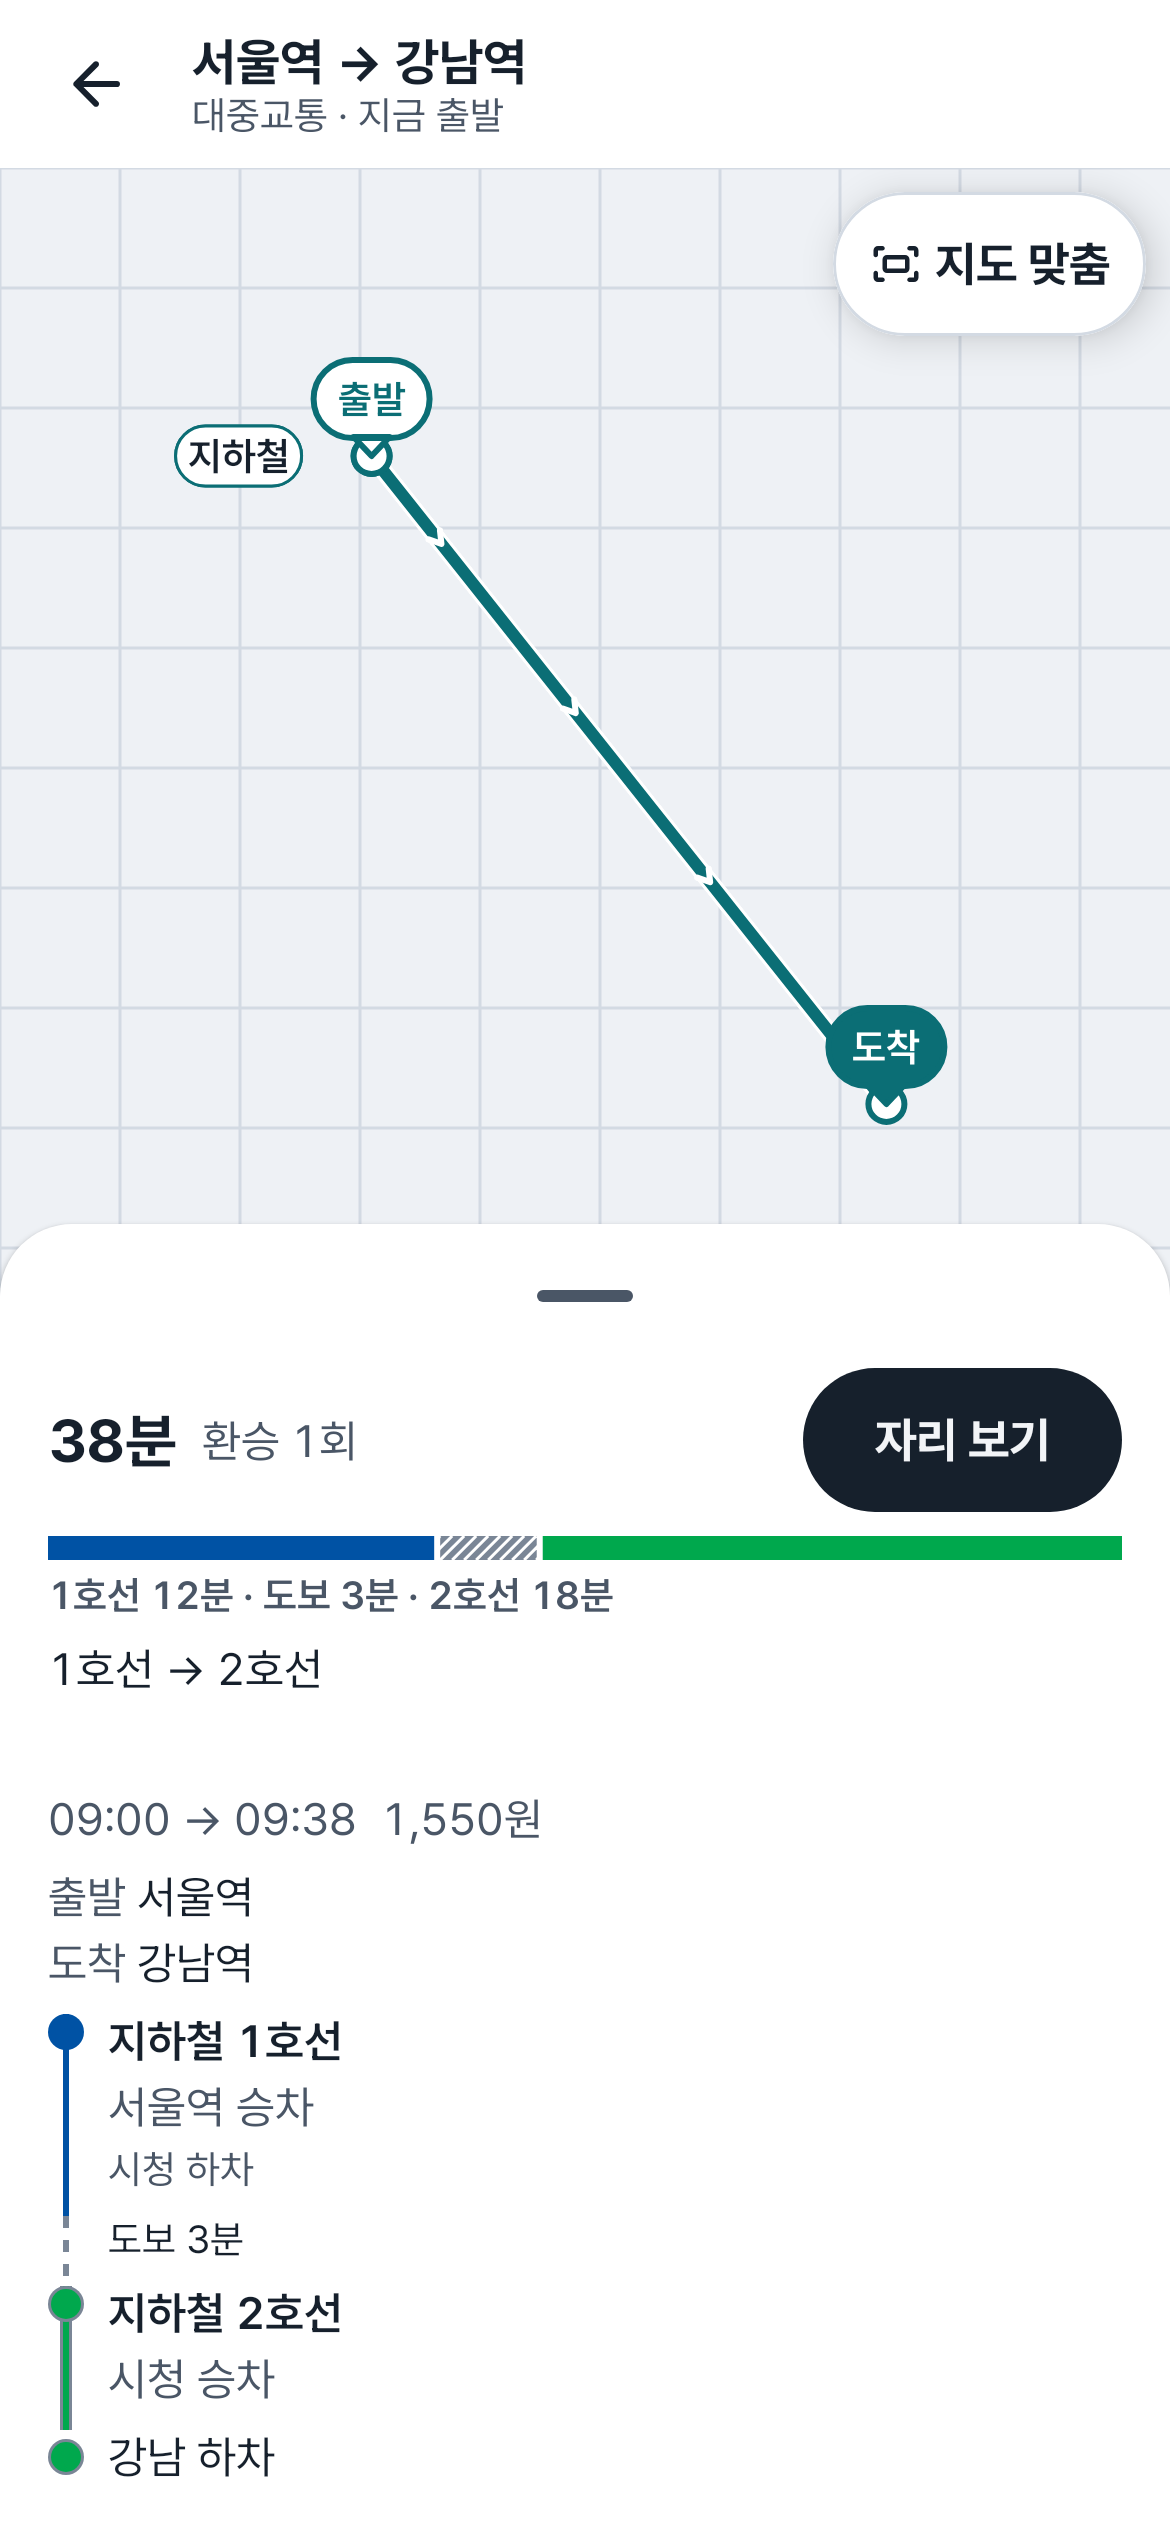 서울역 → 강남역
대중교통 · 지금 출발
지도 맞춤
출발
지하철
도착
38분 환승 1회
자리 보기
1호선 12분 · 도보 3분 · 2호선 18분
1호선 → 2호선
09:00 → 09:38 1,550원
출발 서울역
도착 강남역
지하철 1호선
서울역 승차
시청 하차
도보 3분
지하철 2호선
시청 승차
강남 하차